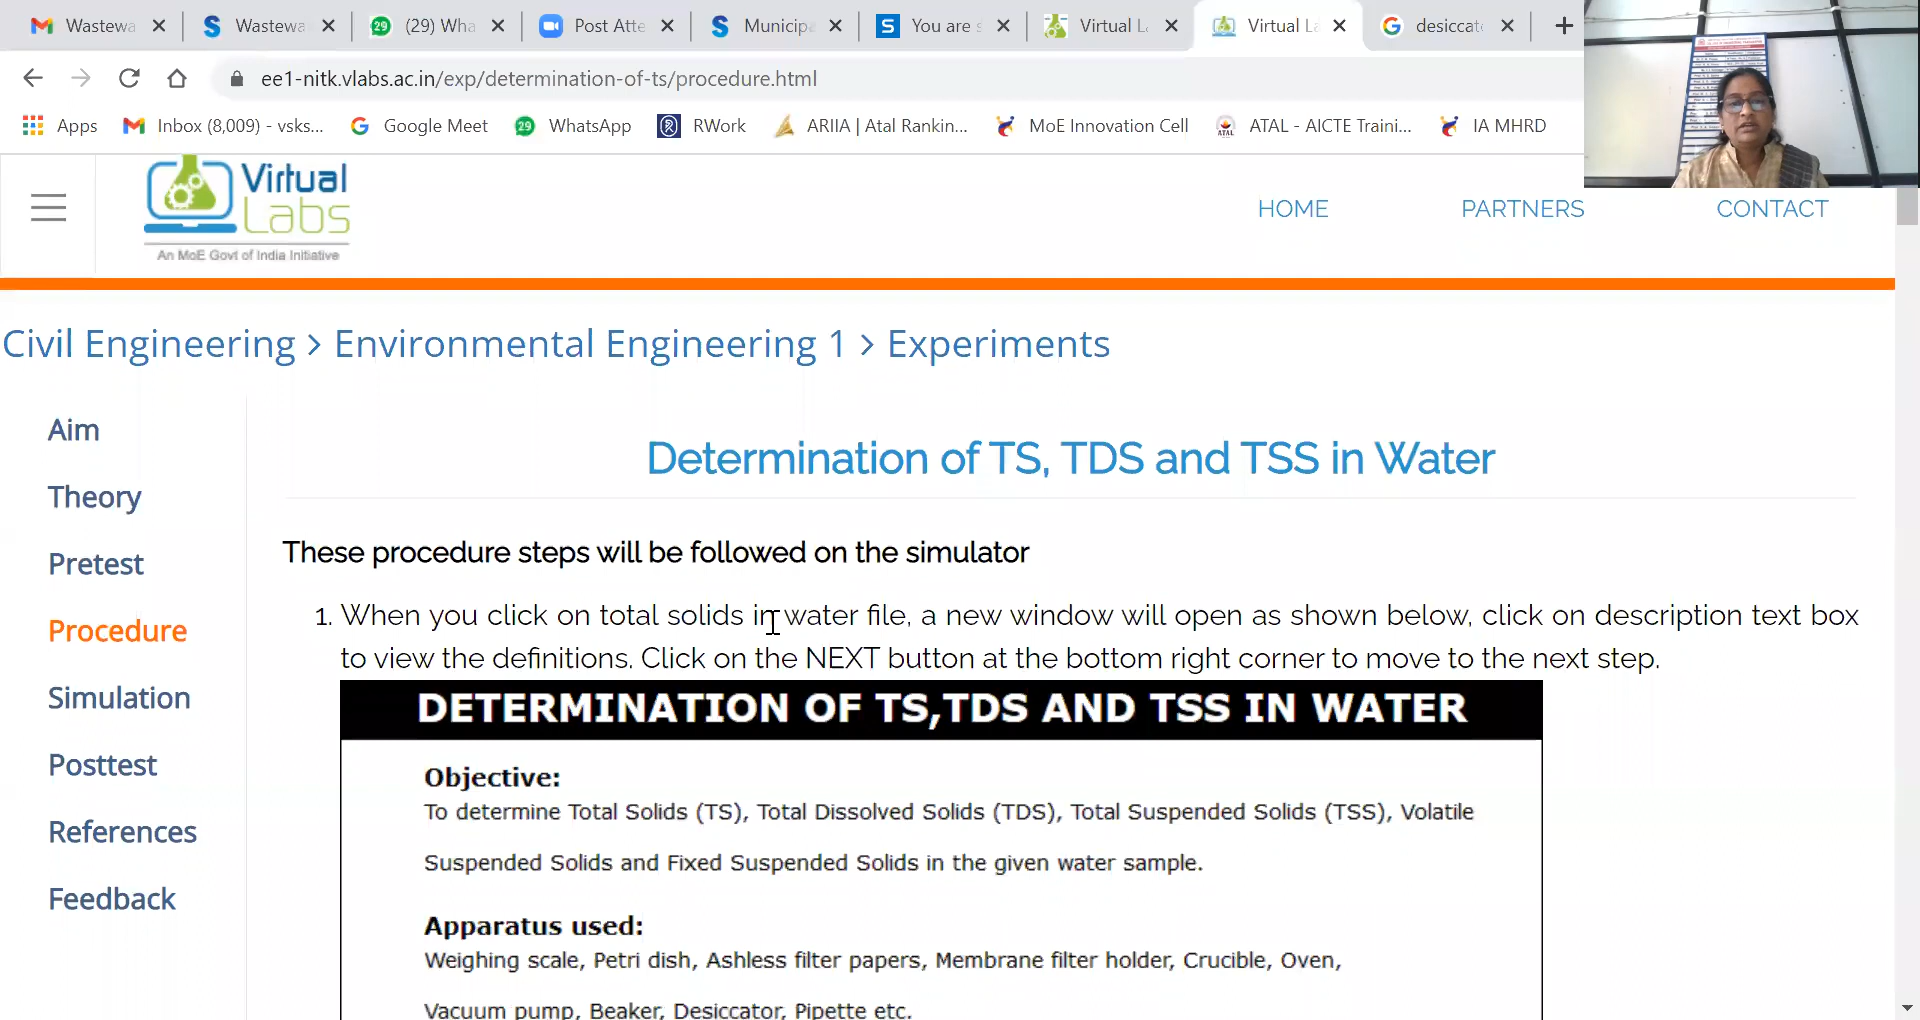 Wastewa
Wastewa
(29) Wha
Post Atte
Municipa
You are s
Virtual La
Virtual La
desiccate
ee1-nitk.vlabs.ac.in/exp/determination-of-ts/procedure.html
Apps
Inbox (8,009) - vsks...
Google Meet
WhatsApp
RWork
ARIIA | Atal Rankin...
MoE Innovation Cell
ATAL - AICTE Traini...
IA MHRD
Virtual
Labs
An MoE Govt of India Initiative
HOME
PARTNERS
CONTACT
Civil Engineering > Environmental Engineering 1 > Experiments
Aim
Theory
Pretest
Procedure
Simulation
Posttest
References
Feedback
Determination of TS, TDS and TSS in Water
These procedure steps will be followed on the simulator
1. When you click on total solids in water file, a new window will open as shown below, click on description text box
to view the definitions. Click on the NEXT button at the bottom right corner to move to the next step.
DETERMINATION OF TS,TDS AND TSS IN WATER
Objective:
To determine Total Solids (TS), Total Dissolved Solids (TDS), Total Suspended Solids (TSS), Volatile
Suspended Solids and Fixed Suspended Solids in the given water sample.
Apparatus used:
Weighing scale, Petri dish, Ashless filter papers, Membrane filter holder, Crucible, Oven,
Vacuum pump, Beaker, Desiccator, Pipette etc.